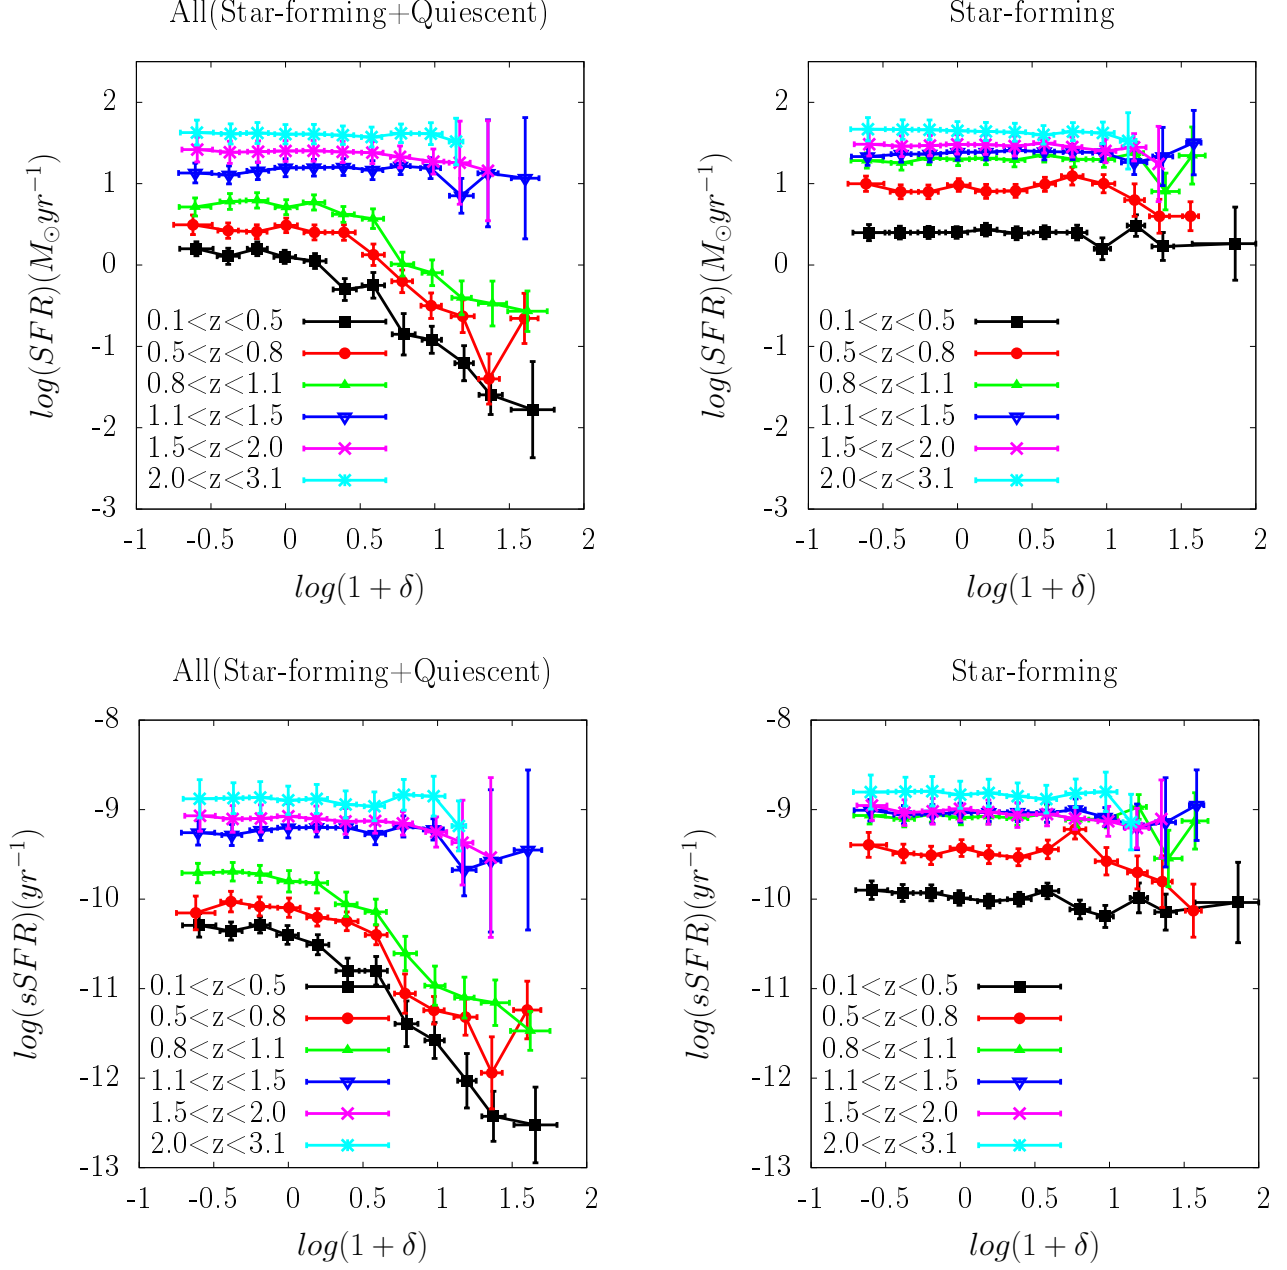 All(Star-forming+Quiescent)
log(SFR)(M⊙yr⁻¹)
2
1
0
-1
-2
-3
0.1<z<0.5
0.5<z<0.8
0.8<z<1.1
1.1<z<1.5
1.5<z<2.0
2.0<z<3.1
-1 -0.5 0 0.5 1 1.5 2
log(1 + δ)
Star-forming
log(SFR)(M⊙yr⁻¹)
2
1
0
-1
-2
-3
0.1<z<0.5
0.5<z<0.8
0.8<z<1.1
1.1<z<1.5
1.5<z<2.0
2.0<z<3.1
-1 -0.5 0 0.5 1 1.5 2
log(1 + δ)
All(Star-forming+Quiescent)
log(sSFR)(yr⁻¹)
-8
-9
-10
-11
-12
-13
0.1<z<0.5
0.5<z<0.8
0.8<z<1.1
1.1<z<1.5
1.5<z<2.0
2.0<z<3.1
-1 -0.5 0 0.5 1 1.5 2
log(1 + δ)
Star-forming
log(sSFR)(yr⁻¹)
-8
-9
-10
-11
-12
-13
0.1<z<0.5
0.5<z<0.8
0.8<z<1.1
1.1<z<1.5
1.5<z<2.0
2.0<z<3.1
-1 -0.5 0 0.5 1 1.5 2
log(1 + δ)